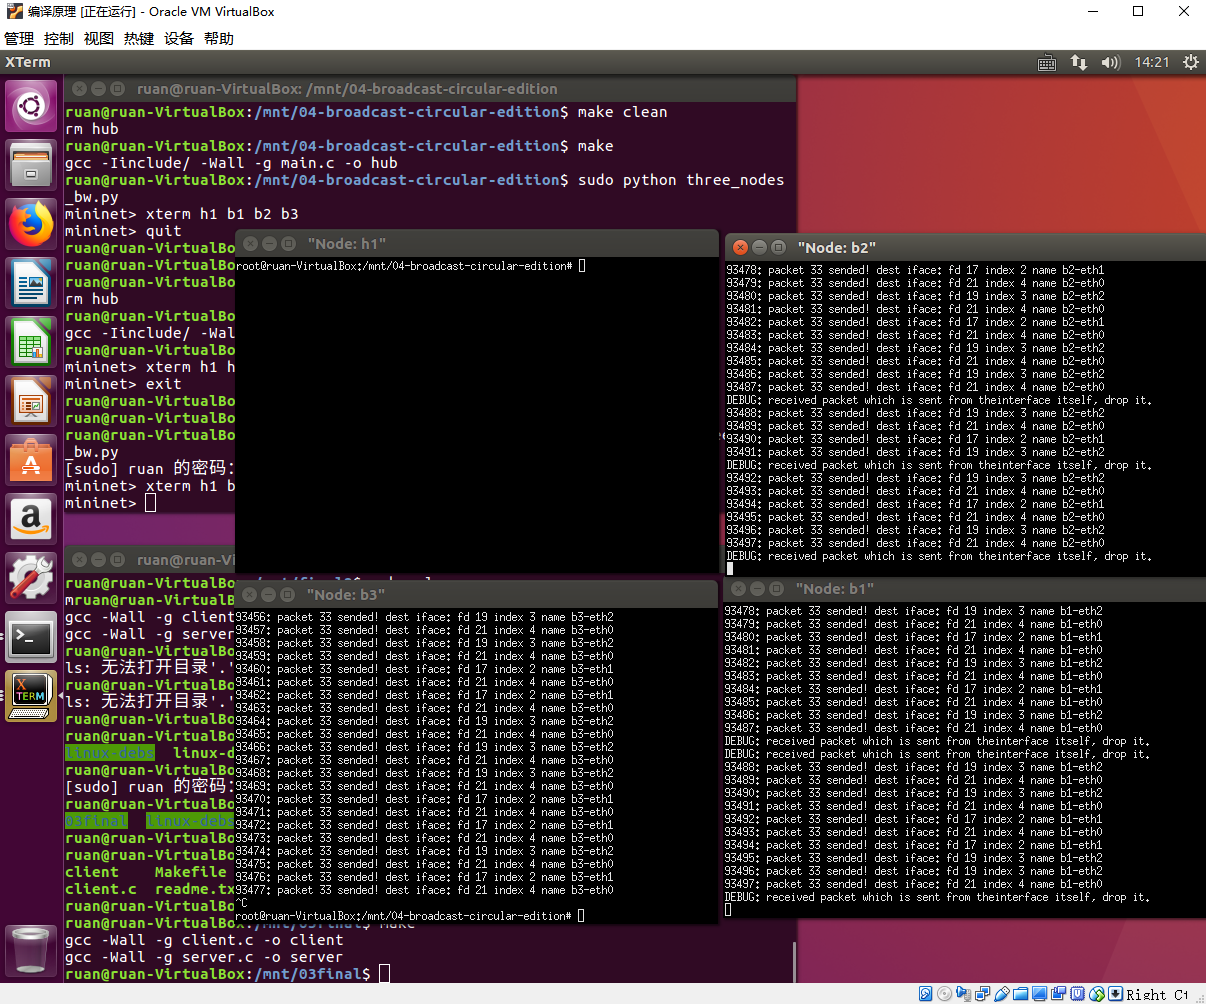 编译原理 [正在运行] - Oracle VM VirtualBox
管理 控制 视图 热键 设备 帮助
XTerm
14:21
ruan@ruan-VirtualBox: /mnt/04-broadcast-circular-edition
ruan@ruan-VirtualBox:/mnt/04-broadcast-circular-edition$ make clean
rm hub
ruan@ruan-VirtualBox:/mnt/04-broadcast-circular-edition$ make
gcc -Iinclude/ -Wall -g main.c -o hub
ruan@ruan-VirtualBox:/mnt/04-broadcast-circular-edition$ sudo python three_nodes
_bw.py
mininet> xterm h1 b1 b2 b3
mininet> quit
ruan@ruan-VirtualBo
ruan@ruan-VirtualBo
ruan@ruan-VirtualBo
rm hub
ruan@ruan-VirtualBo
gcc -Iinclude/ -Wal
ruan@ruan-VirtualBo
mininet> xterm h1 h
mininet> exit
ruan@ruan-VirtualBo
ruan@ruan-VirtualBo
ruan@ruan-VirtualBo
_bw.py
[sudo] ruan 的密码:
mininet> xterm h1 b
mininet>
"Node: h1"
root@ruan-VirtualBox:/mnt/04-broadcast-circular-edition#
"Node: b2"
93478: packet 33 sended! dest iface: fd 17 index 2 name b2-eth1
93479: packet 33 sended! dest iface: fd 21 index 4 name b2-eth0
93480: packet 33 sended! dest iface: fd 19 index 3 name b2-eth2
93481: packet 33 sended! dest iface: fd 21 index 4 name b2-eth0
93482: packet 33 sended! dest iface: fd 17 index 2 name b2-eth1
93483: packet 33 sended! dest iface: fd 21 index 4 name b2-eth0
93484: packet 33 sended! dest iface: fd 19 index 3 name b2-eth2
93485: packet 33 sended! dest iface: fd 21 index 4 name b2-eth0
93486: packet 33 sended! dest iface: fd 19 index 3 name b2-eth2
93487: packet 33 sended! dest iface: fd 21 index 4 name b2-eth0
DEBUG: received packet which is sent from theinterface itself, drop it.
93488: packet 33 sended! dest iface: fd 19 index 3 name b2-eth2
93489: packet 33 sended! dest iface: fd 21 index 4 name b2-eth0
93490: packet 33 sended! dest iface: fd 17 index 2 name b2-eth1
93491: packet 33 sended! dest iface: fd 19 index 3 name b2-eth2
DEBUG: received packet which is sent from theinterface itself, drop it.
93492: packet 33 sended! dest iface: fd 19 index 3 name b2-eth2
93493: packet 33 sended! dest iface: fd 21 index 4 name b2-eth0
93494: packet 33 sended! dest iface: fd 17 index 2 name b2-eth1
93495: packet 33 sended! dest iface: fd 21 index 4 name b2-eth0
93496: packet 33 sended! dest iface: fd 19 index 3 name b2-eth2
93497: packet 33 sended! dest iface: fd 21 index 4 name b2-eth0
DEBUG: received packet which is sent from theinterface itself, drop it.
ruan@ruan-Vi
ruan@ruan-VirtualBo
mruan@ruan-VirtualB
gcc -Wall -g client
gcc -Wall -g server
ruan@ruan-VirtualBo
ls: 无法打开目录'.'
ruan@ruan-VirtualBo
ls: 无法打开目录'.'
ruan@ruan-VirtualBo
ruan@ruan-VirtualBo
linux-debs linux-d
ruan@ruan-VirtualBo
[sudo] ruan 的密码:
ruan@ruan-VirtualBo
03final linux-debs
ruan@ruan-VirtualBo
ruan@ruan-VirtualBo
client Makefile
client.c readme.tx
ruan@ruan-VirtualBo
ruan@ruan-VirtualBox:/mnt/03final$ make
gcc -Wall -g client.c -o client
gcc -Wall -g server.c -o server
ruan@ruan-VirtualBox:/mnt/03final$
"Node: b3"
93456: packet 33 sended! dest iface: fd 19 index 3 name b3-eth2
93457: packet 33 sended! dest iface: fd 21 index 4 name b3-eth0
93458: packet 33 sended! dest iface: fd 19 index 3 name b3-eth2
93459: packet 33 sended! dest iface: fd 21 index 4 name b3-eth0
93460: packet 33 sended! dest iface: fd 17 index 2 name b3-eth1
93461: packet 33 sended! dest iface: fd 21 index 4 name b3-eth0
93462: packet 33 sended! dest iface: fd 17 index 2 name b3-eth1
93463: packet 33 sended! dest iface: fd 21 index 4 name b3-eth0
93464: packet 33 sended! dest iface: fd 19 index 3 name b3-eth2
93465: packet 33 sended! dest iface: fd 21 index 4 name b3-eth0
93466: packet 33 sended! dest iface: fd 19 index 3 name b3-eth2
93467: packet 33 sended! dest iface: fd 21 index 4 name b3-eth0
93468: packet 33 sended! dest iface: fd 19 index 3 name b3-eth2
93469: packet 33 sended! dest iface: fd 21 index 4 name b3-eth0
93470: packet 33 sended! dest iface: fd 17 index 2 name b3-eth1
93471: packet 33 sended! dest iface: fd 21 index 4 name b3-eth0
93472: packet 33 sended! dest iface: fd 17 index 2 name b3-eth1
93473: packet 33 sended! dest iface: fd 21 index 4 name b3-eth0
93474: packet 33 sended! dest iface: fd 19 index 3 name b3-eth2
93475: packet 33 sended! dest iface: fd 21 index 4 name b3-eth0
93476: packet 33 sended! dest iface: fd 17 index 2 name b3-eth1
93477: packet 33 sended! dest iface: fd 21 index 4 name b3-eth0
^C
root@ruan-VirtualBox:/mnt/04-broadcast-circular-edition#
"Node: b1"
93478: packet 33 sended! dest iface: fd 19 index 3 name b1-eth2
93479: packet 33 sended! dest iface: fd 21 index 4 name b1-eth0
93480: packet 33 sended! dest iface: fd 17 index 2 name b1-eth1
93481: packet 33 sended! dest iface: fd 21 index 4 name b1-eth0
93482: packet 33 sended! dest iface: fd 19 index 3 name b1-eth2
93483: packet 33 sended! dest iface: fd 21 index 4 name b1-eth0
93484: packet 33 sended! dest iface: fd 17 index 2 name b1-eth1
93485: packet 33 sended! dest iface: fd 21 index 4 name b1-eth0
93486: packet 33 sended! dest iface: fd 19 index 3 name b1-eth2
93487: packet 33 sended! dest iface: fd 21 index 4 name b1-eth0
DEBUG: received packet which is sent from theinterface itself, drop it.
DEBUG: received packet which is sent from theinterface itself, drop it.
93488: packet 33 sended! dest iface: fd 19 index 3 name b1-eth2
93489: packet 33 sended! dest iface: fd 21 index 4 name b1-eth0
93490: packet 33 sended! dest iface: fd 19 index 3 name b1-eth2
93491: packet 33 sended! dest iface: fd 21 index 4 name b1-eth0
93492: packet 33 sended! dest iface: fd 17 index 2 name b1-eth1
93493: packet 33 sended! dest iface: fd 21 index 4 name b1-eth0
93494: packet 33 sended! dest iface: fd 17 index 2 name b1-eth1
93495: packet 33 sended! dest iface: fd 19 index 3 name b1-eth2
93496: packet 33 sended! dest iface: fd 19 index 3 name b1-eth2
93497: packet 33 sended! dest iface: fd 21 index 4 name b1-eth0
DEBUG: received packet which is sent from theinterface itself, drop it.
Right Ct